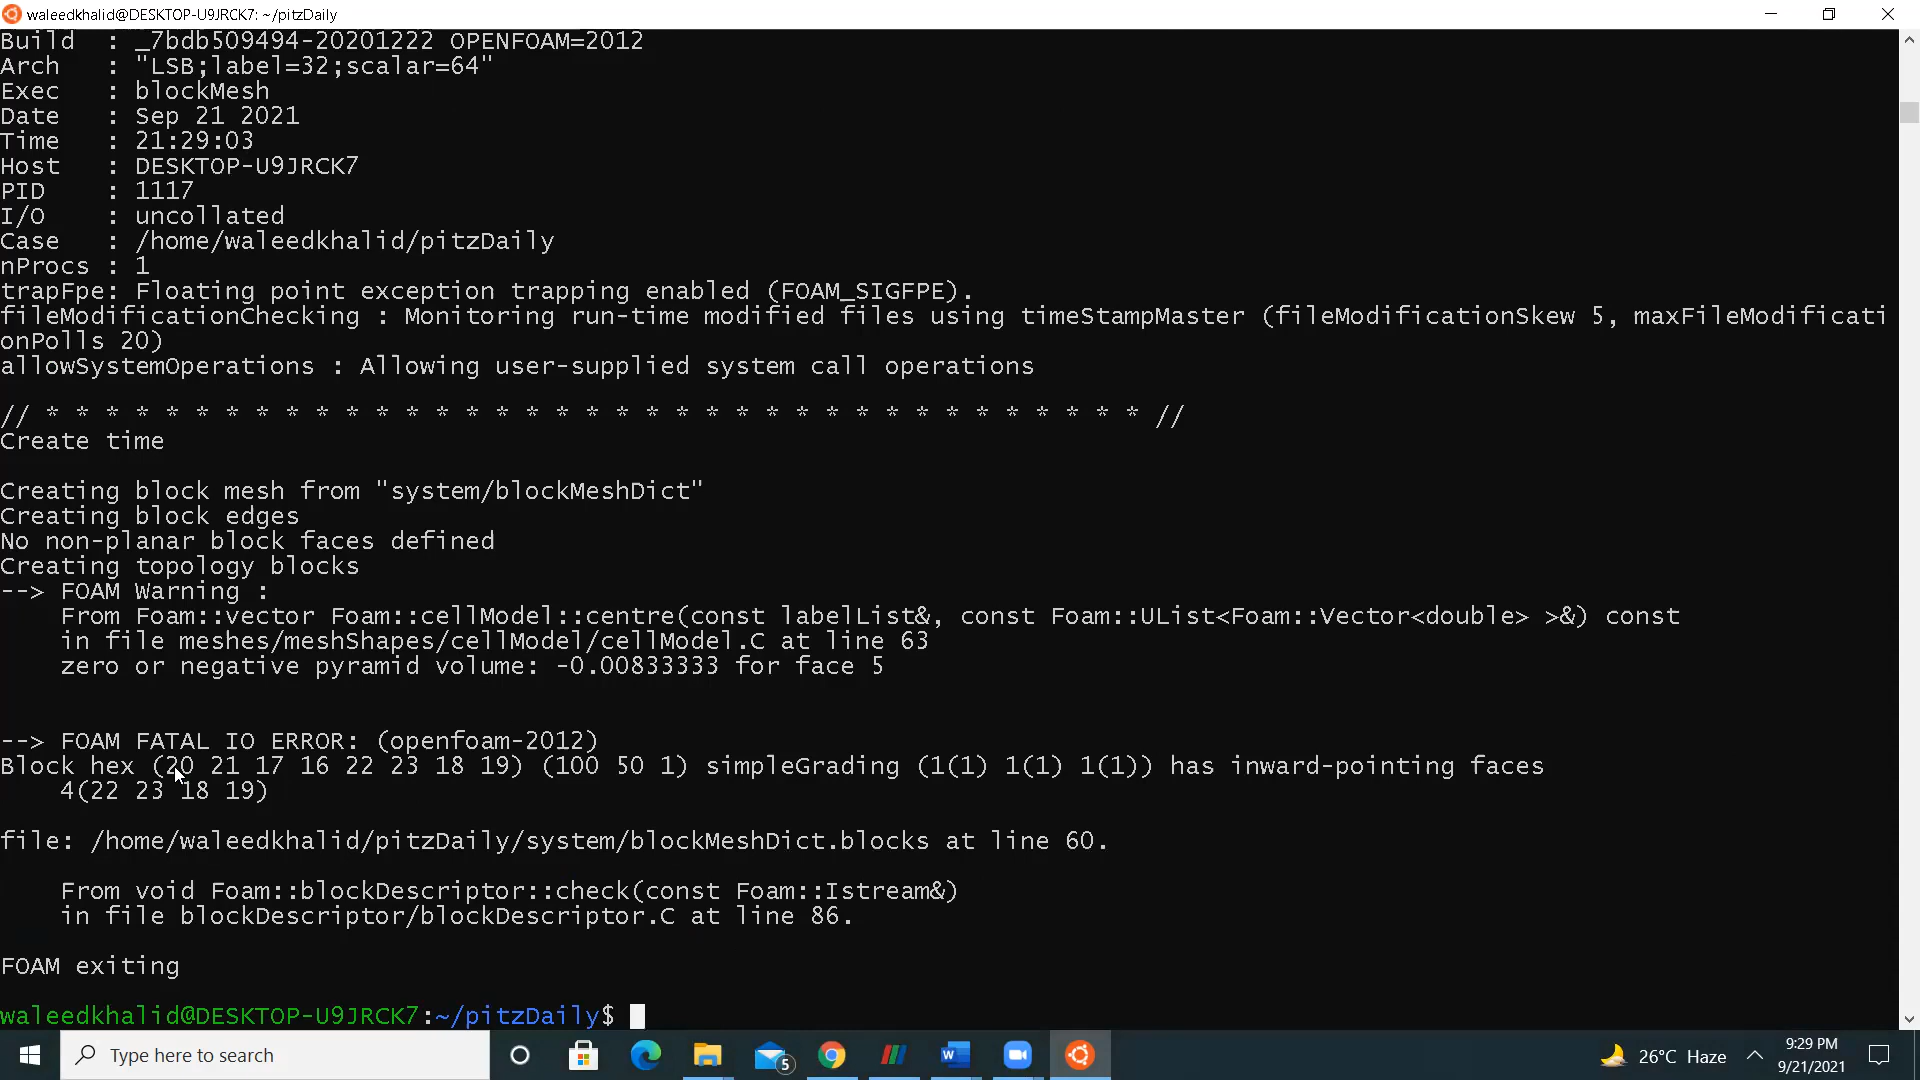 waleedkhalid@DESKTOP-U9JRCK7: ~/pitzDaily
Build  : _7bdb509494-20201222 OPENFOAM=2012
Arch   : "LSB;label=32;scalar=64"
Exec   : blockMesh
Date   : Sep 21 2021
Time   : 21:29:03
Host   : DESKTOP-U9JRCK7
PID    : 1117
I/O    : uncollated
Case   : /home/waleedkhalid/pitzDaily
nProcs : 1
trapFpe: Floating point exception trapping enabled (FOAM_SIGFPE).
fileModificationChecking : Monitoring run-time modified files using timeStampMaster (fileModificationSkew 5, maxFileModificati
onPolls 20)
allowSystemOperations : Allowing user-supplied system call operations
// * * * * * * * * * * * * * * * * * * * * * * * * * * * * * * * * * * * * * //
Create time
Creating block mesh from "system/blockMeshDict"
Creating block edges
No non-planar block faces defined
Creating topology blocks
--> FOAM Warning :
    From Foam::vector Foam::cellModel::centre(const labelList&, const Foam::UList<Foam::Vector<double> >&) const
    in file meshes/meshShapes/cellModel/cellModel.C at line 63
    zero or negative pyramid volume: -0.00833333 for face 5
--> FOAM FATAL IO ERROR: (openfoam-2012)
Block hex (20 21 17 16 22 23 18 19) (100 50 1) simpleGrading (1(1) 1(1) 1(1)) has inward-pointing faces
    4(22 23 18 19)
file: /home/waleedkhalid/pitzDaily/system/blockMeshDict.blocks at line 60.
    From void Foam::blockDescriptor::check(const Foam::Istream&)
    in file blockDescriptor/blockDescriptor.C at line 86.
FOAM exiting
waleedkhalid@DESKTOP-U9JRCK7:~/pitzDaily$
Type here to search
5
W
26°C Haze
9:29 PM
9/21/2021